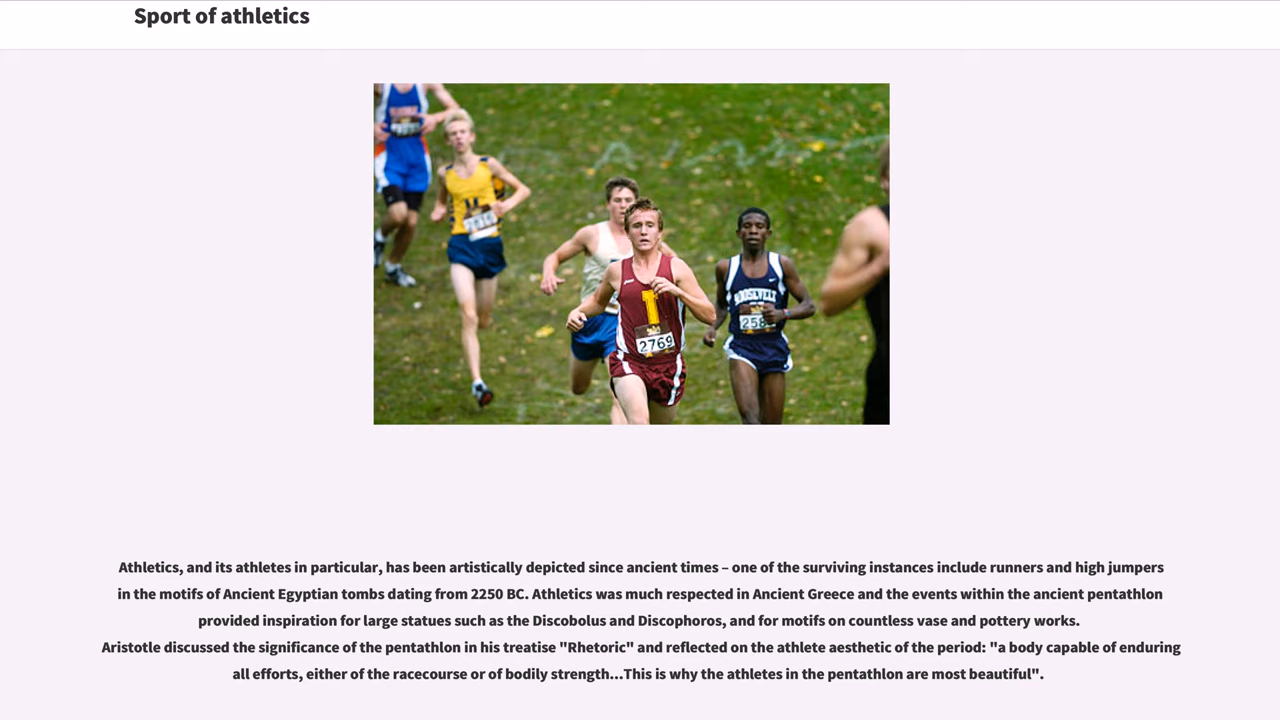 Sport of athletics
2769
ROOSEVELT
258
Athletics, and its athletes in particular, has been artistically depicted since ancient times – one of the surviving instances include runners and high jumpers
in the motifs of Ancient Egyptian tombs dating from 2250 BC. Athletics was much respected in Ancient Greece and the events within the ancient pentathlon
provided inspiration for large statues such as the Discobolus and Discophoros, and for motifs on countless vase and pottery works.
Aristotle discussed the significance of the pentathlon in his treatise "Rhetoric" and reflected on the athlete aesthetic of the period: "a body capable of enduring
all efforts, either of the racecourse or of bodily strength...This is why the athletes in the pentathlon are most beautiful".